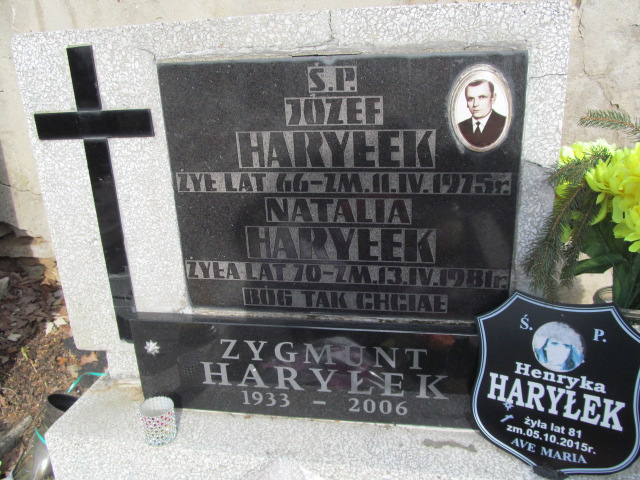 Ś.P.
JÓZEF
HARYŁEK
ŻYŁ LAT 66-ZM.11.IV.1975r.
NATALIA
HARYŁEK
ŻYŁA LAT 70-ZM.13.IV.1981r.
BÓG TAK CHCIAŁ
ZYGMUNT
HARYŁEK
1933 - 2006
Ś. P.
Henryka
HARYŁEK
żyła lat 81
zm.05.10.2015r.
AVE MARIA